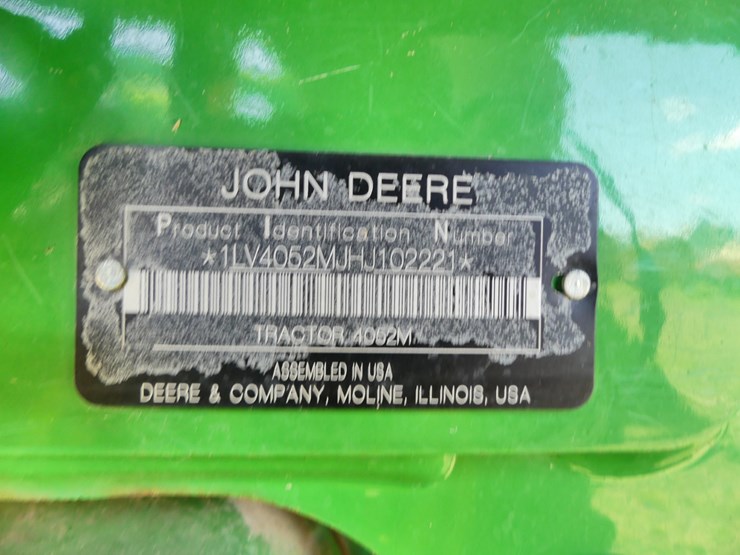 JOHN DEERE
Product Identification Number
*1LV4052MJHJ102221*
TRACTOR 4052M
ASSEMBLED IN USA
DEERE & COMPANY, MOLINE, ILLINOIS, USA